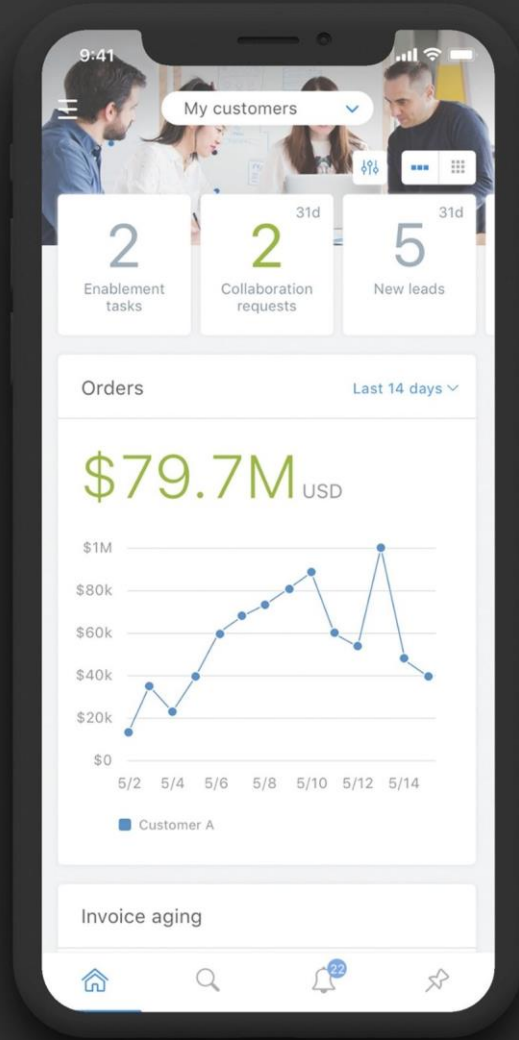 9:41
My customers
31d
31d
2
2
5
Enablement
tasks
Collaboration
requests
New leads
Orders
Last 14 days
$79.7M USD
$1M
$80k
$60k
$40k
$20k
$0
5/2 5/4 5/6 5/8 5/10 5/12 5/14
Customer A
Invoice aging
22